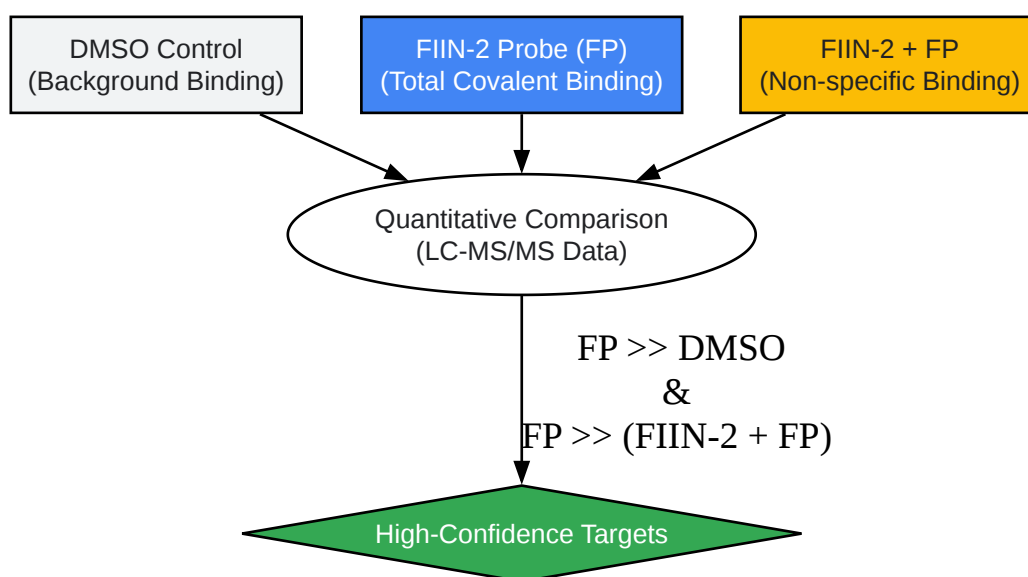 DMSO Control
(Background Binding)
FIIN-2 Probe (FP)
(Total Covalent Binding)
FIIN-2 + FP
(Non-specific Binding)
Quantitative Comparison
(LC-MS/MS Data)
FP >> DMSO
&
FP >> (FIIN-2 + FP)
High-Confidence Targets